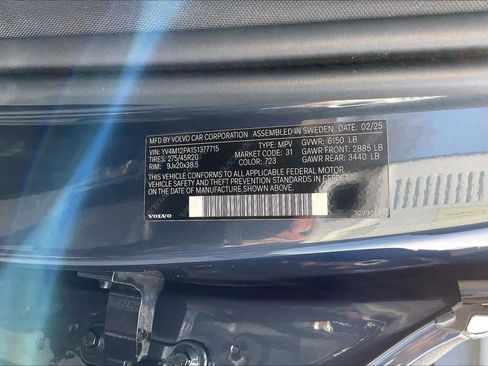 MFD BY VOLVO CAR CORPORATION ASSEMBLED IN SWEDEN DATE: 02/25
VIN: YV4M12PA1S1377715 TYPE: MPV GVWR: 6150 LB
TIRES: 275/45R20 MARKET CODE: 31 GAWR FRONT: 2885 LB
RIM: 9Jx20x38.5 COLOR: 723 GAWR REAR: 3440 LB
THIS VEHICLE CONFORMS TO ALL APPLICABLE FEDERAL MOTOR
VEHICLE SAFETY AND THEFT PREVENTION STANDARDS IN EFFECT
ON THE DATE OF MANUFACTURE SHOWN ABOVE.
VOLVO